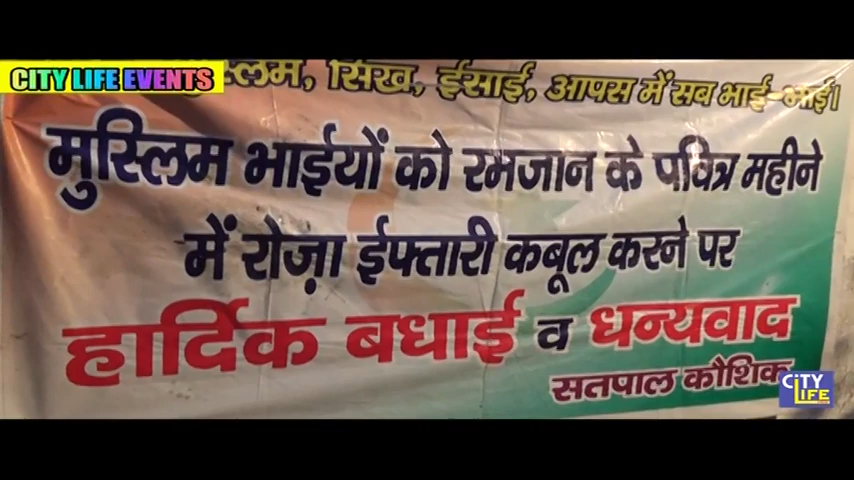 CITY LIFE EVENTS
मुस्लिम, सिख, ईसाई, आपस में सब भाई-भाई।
मुस्लिम भाईयों को रमजान के पवित्र महीने
में रोज़ा ईफ्तारी कबूल करने पर
हार्दिक बधाई व धन्यवाद
सतपाल कौशिक
CITY
LIFE